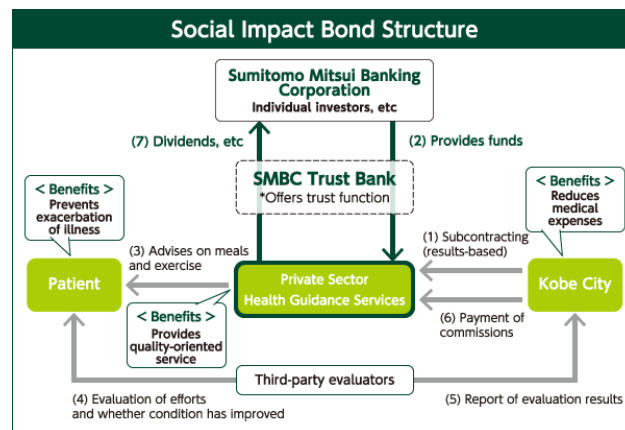 Social Impact Bond Structure
Sumitomo Mitsui Banking
Corporation
Individual investors, etc
(7) Dividends, etc
(2) Provides funds
SMBC Trust Bank
*Offers trust function
< Benefits >
Prevents
exacerbation
of illness
< Benefits >
Reduces
medical
expenses
(3) Advises on meals
and exercise
(1) Subcontracting
(results-based)
Patient
Private Sector
Health Guidance Services
Kobe City
< Benefits >
Provides
quality-oriented
service
(6) Payment of
commissions
Third-party evaluators
(4) Evaluation of efforts
and whether condition has improved
(5) Report of evaluation results